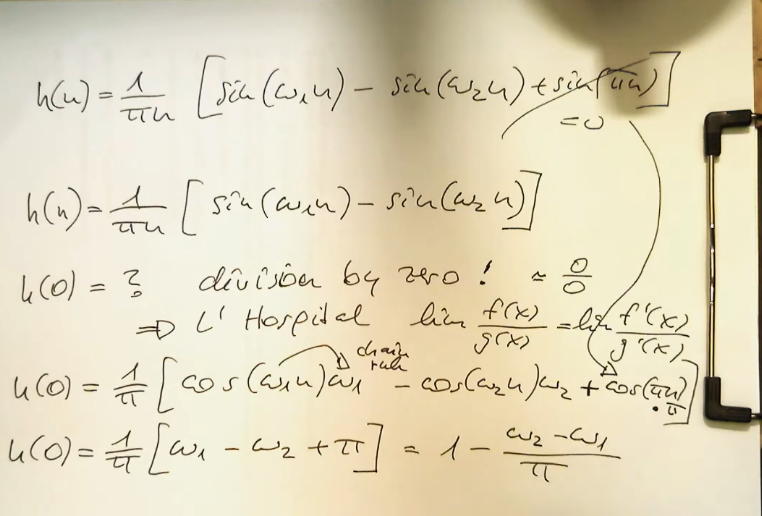 h(n) = 1/πn [sin(ω₁n) - sin(ω₂n) + sin(πn)]
= 0
h(n) = 1/πn [sin(ω₁n) - sin(ω₂n)]
h(0) = ? division by zero! ≈ 0/0
⇒ L' Hospital lim f(x)/g(x) = lim f'(x)/g'(x)
chain rule
h(0) = 1/π [cos(ω₁n)ω₁ - cos(ω₂n)ω₂ + cos(πn)·π]
h(0) = 1/π [ω₁ - ω₂ + π] = 1 - (ω₂ - ω₁)/π